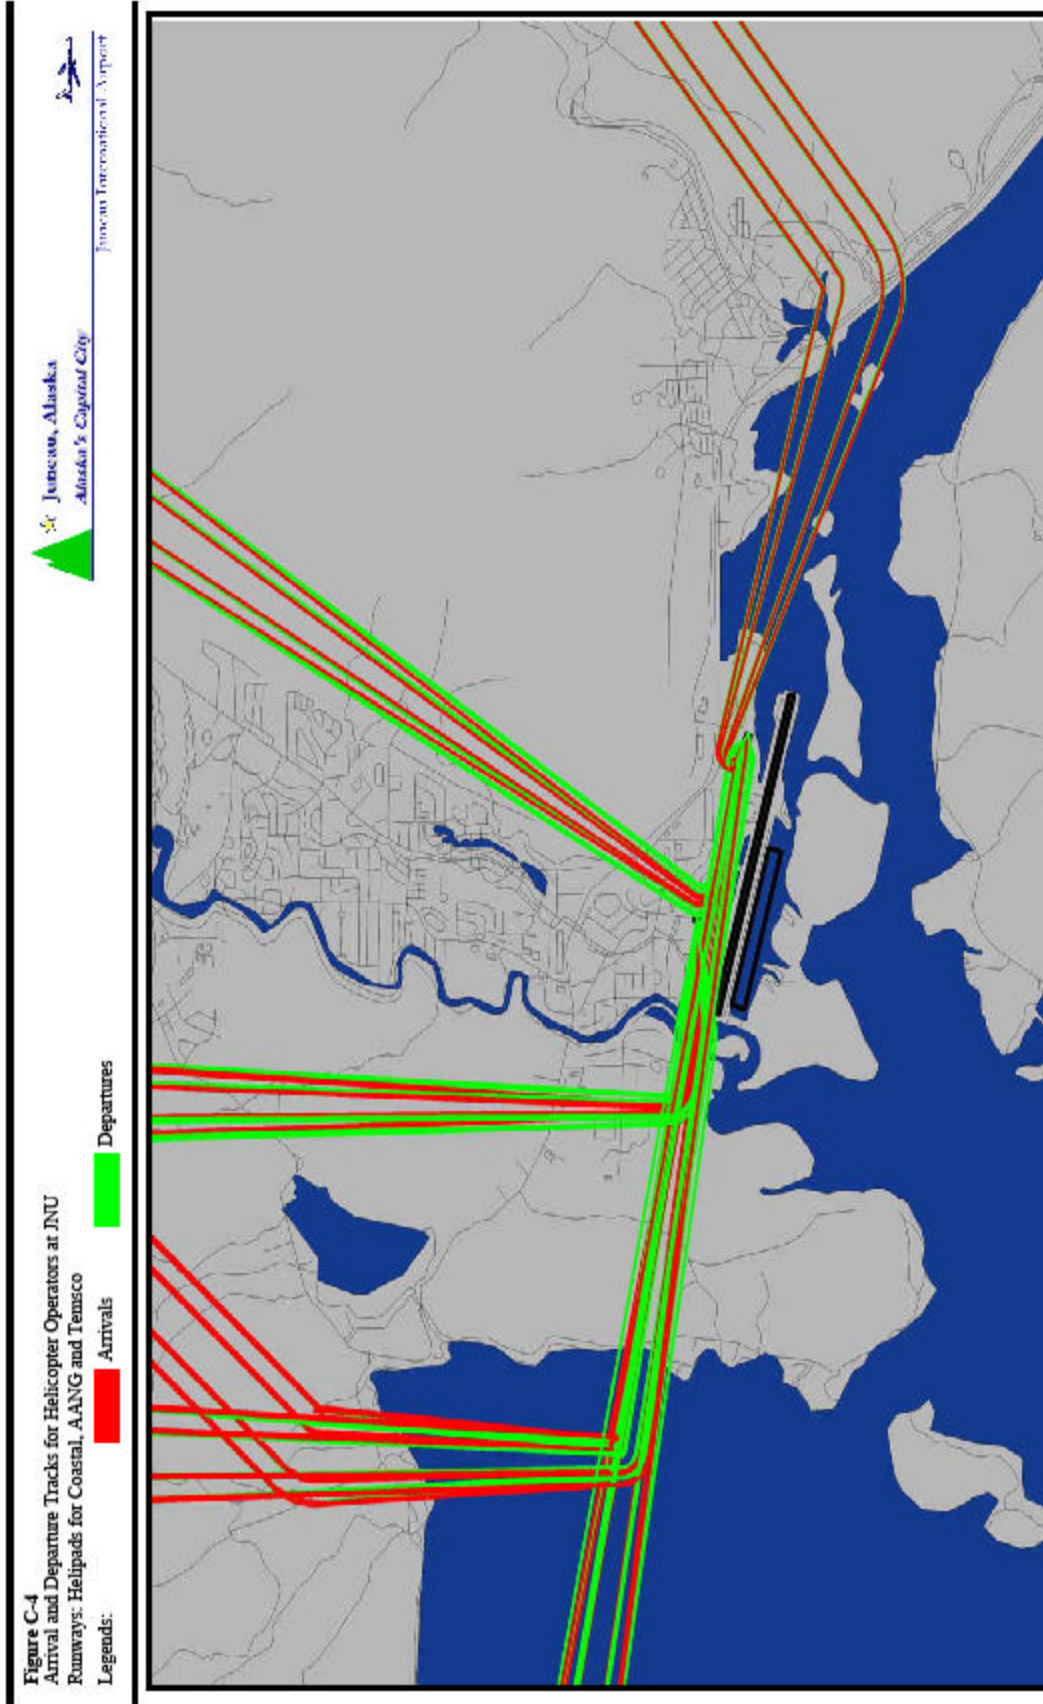 Figure C-4
Arrival and Departure Tracks for Helicopter Operators at JNU
Runways: Helipads for Coastal, AANG and Temsco
Legends:
Arrivals
Departures
Juneau, Alaska
Alaska's Capital City
Juneau International Airport